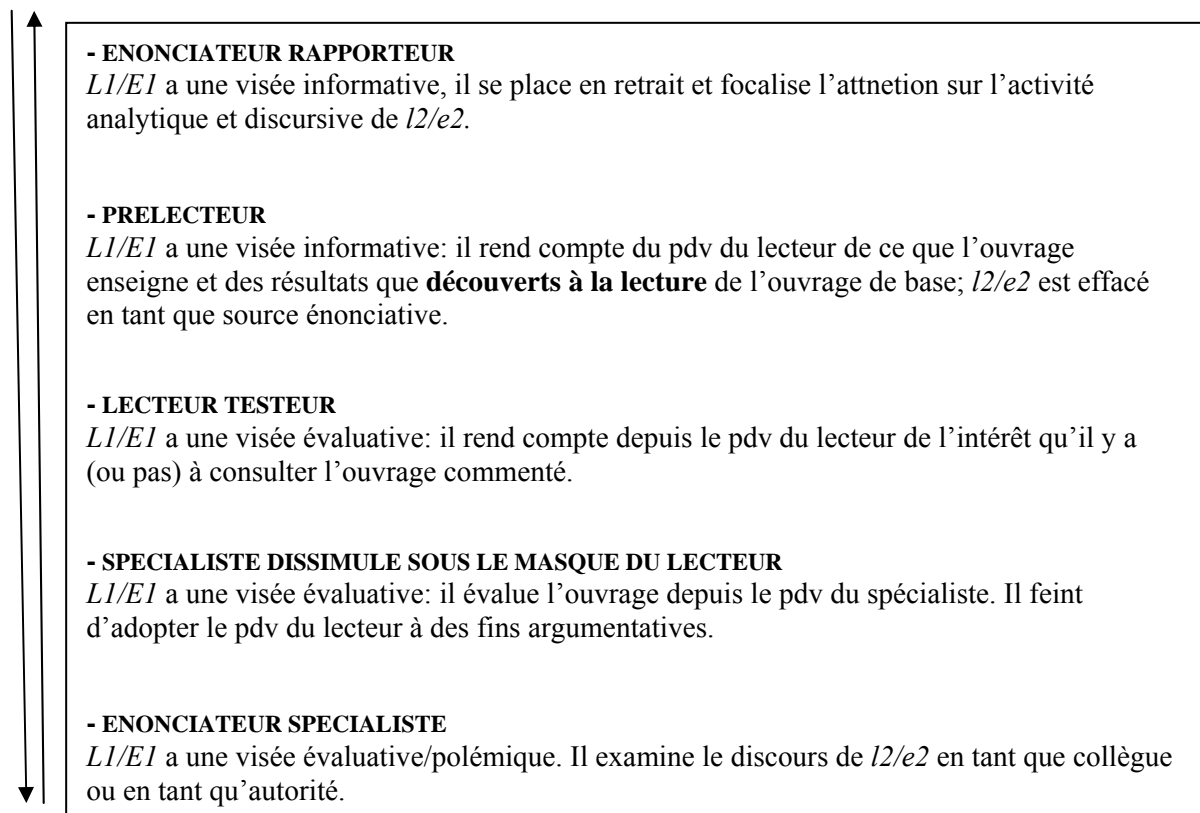 - ENONCIATEUR RAPPORTEUR
L1/E1 a une visée informative, il se place en retrait et focalise l’attnetion sur l’activité
analytique et discursive de l2/e2.
- PRELECTEUR
L1/E1 a une visée informative: il rend compte du pdv du lecteur de ce que l’ouvrage
enseigne et des résultats que découverts à la lecture de l’ouvrage de base; l2/e2 est effacé
en tant que source énonciative.
- LECTEUR TESTEUR
L1/E1 a une visée évaluative: il rend compte depuis le pdv du lecteur de l’intérêt qu’il y a
(ou pas) à consulter l’ouvrage commenté.
- SPECIALISTE DISSIMULE SOUS LE MASQUE DU LECTEUR
L1/E1 a une visée évaluative: il évalue l’ouvrage depuis le pdv du spécialiste. Il feint
d’adopter le pdv du lecteur à des fins argumentatives.
- ENONCIATEUR SPECIALISTE
L1/E1 a une visée évaluative/polémique. Il examine le discours de l2/e2 en tant que collègue
ou en tant qu’autorité.